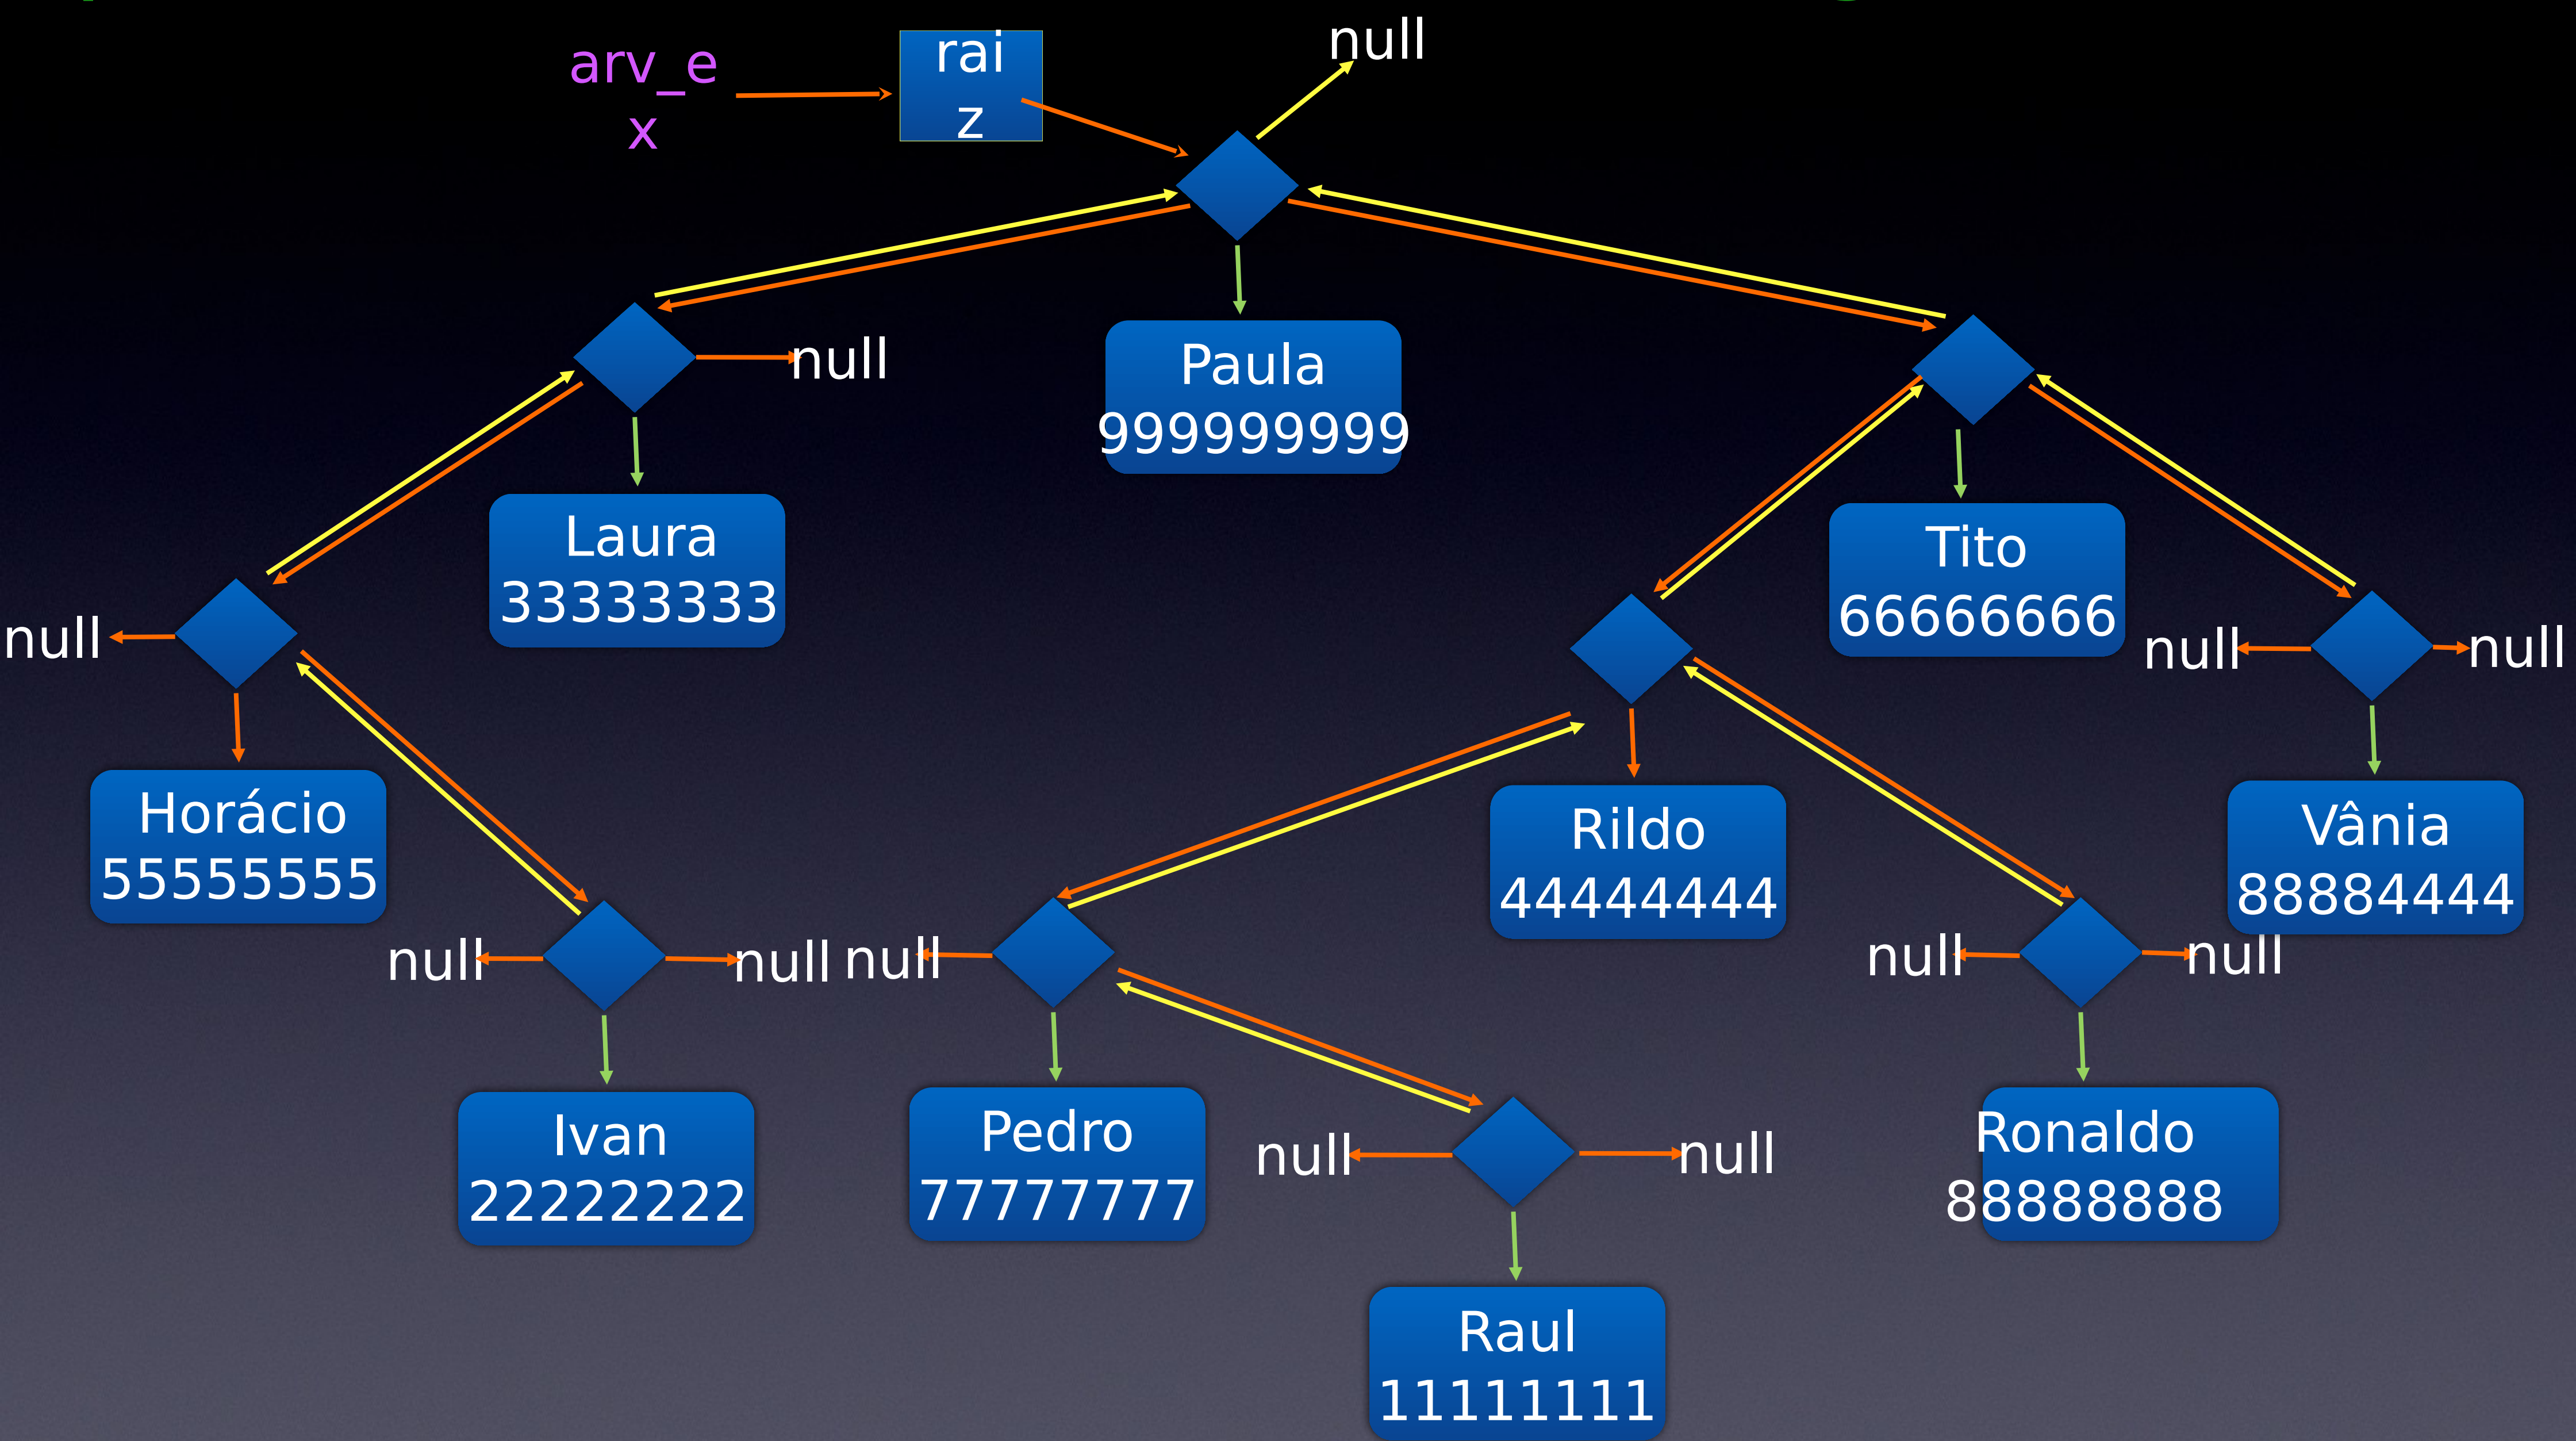 null
arv_e
x
rai
z
null
Paula
999999999
Laura
33333333
Tito
66666666
null
null
null
Horácio
55555555
Rildo
44444444
Vânia
88884444
null
null
null
null
null
Ivan
22222222
Pedro
77777777
null
null
Ronaldo
88888888
Raul
11111111